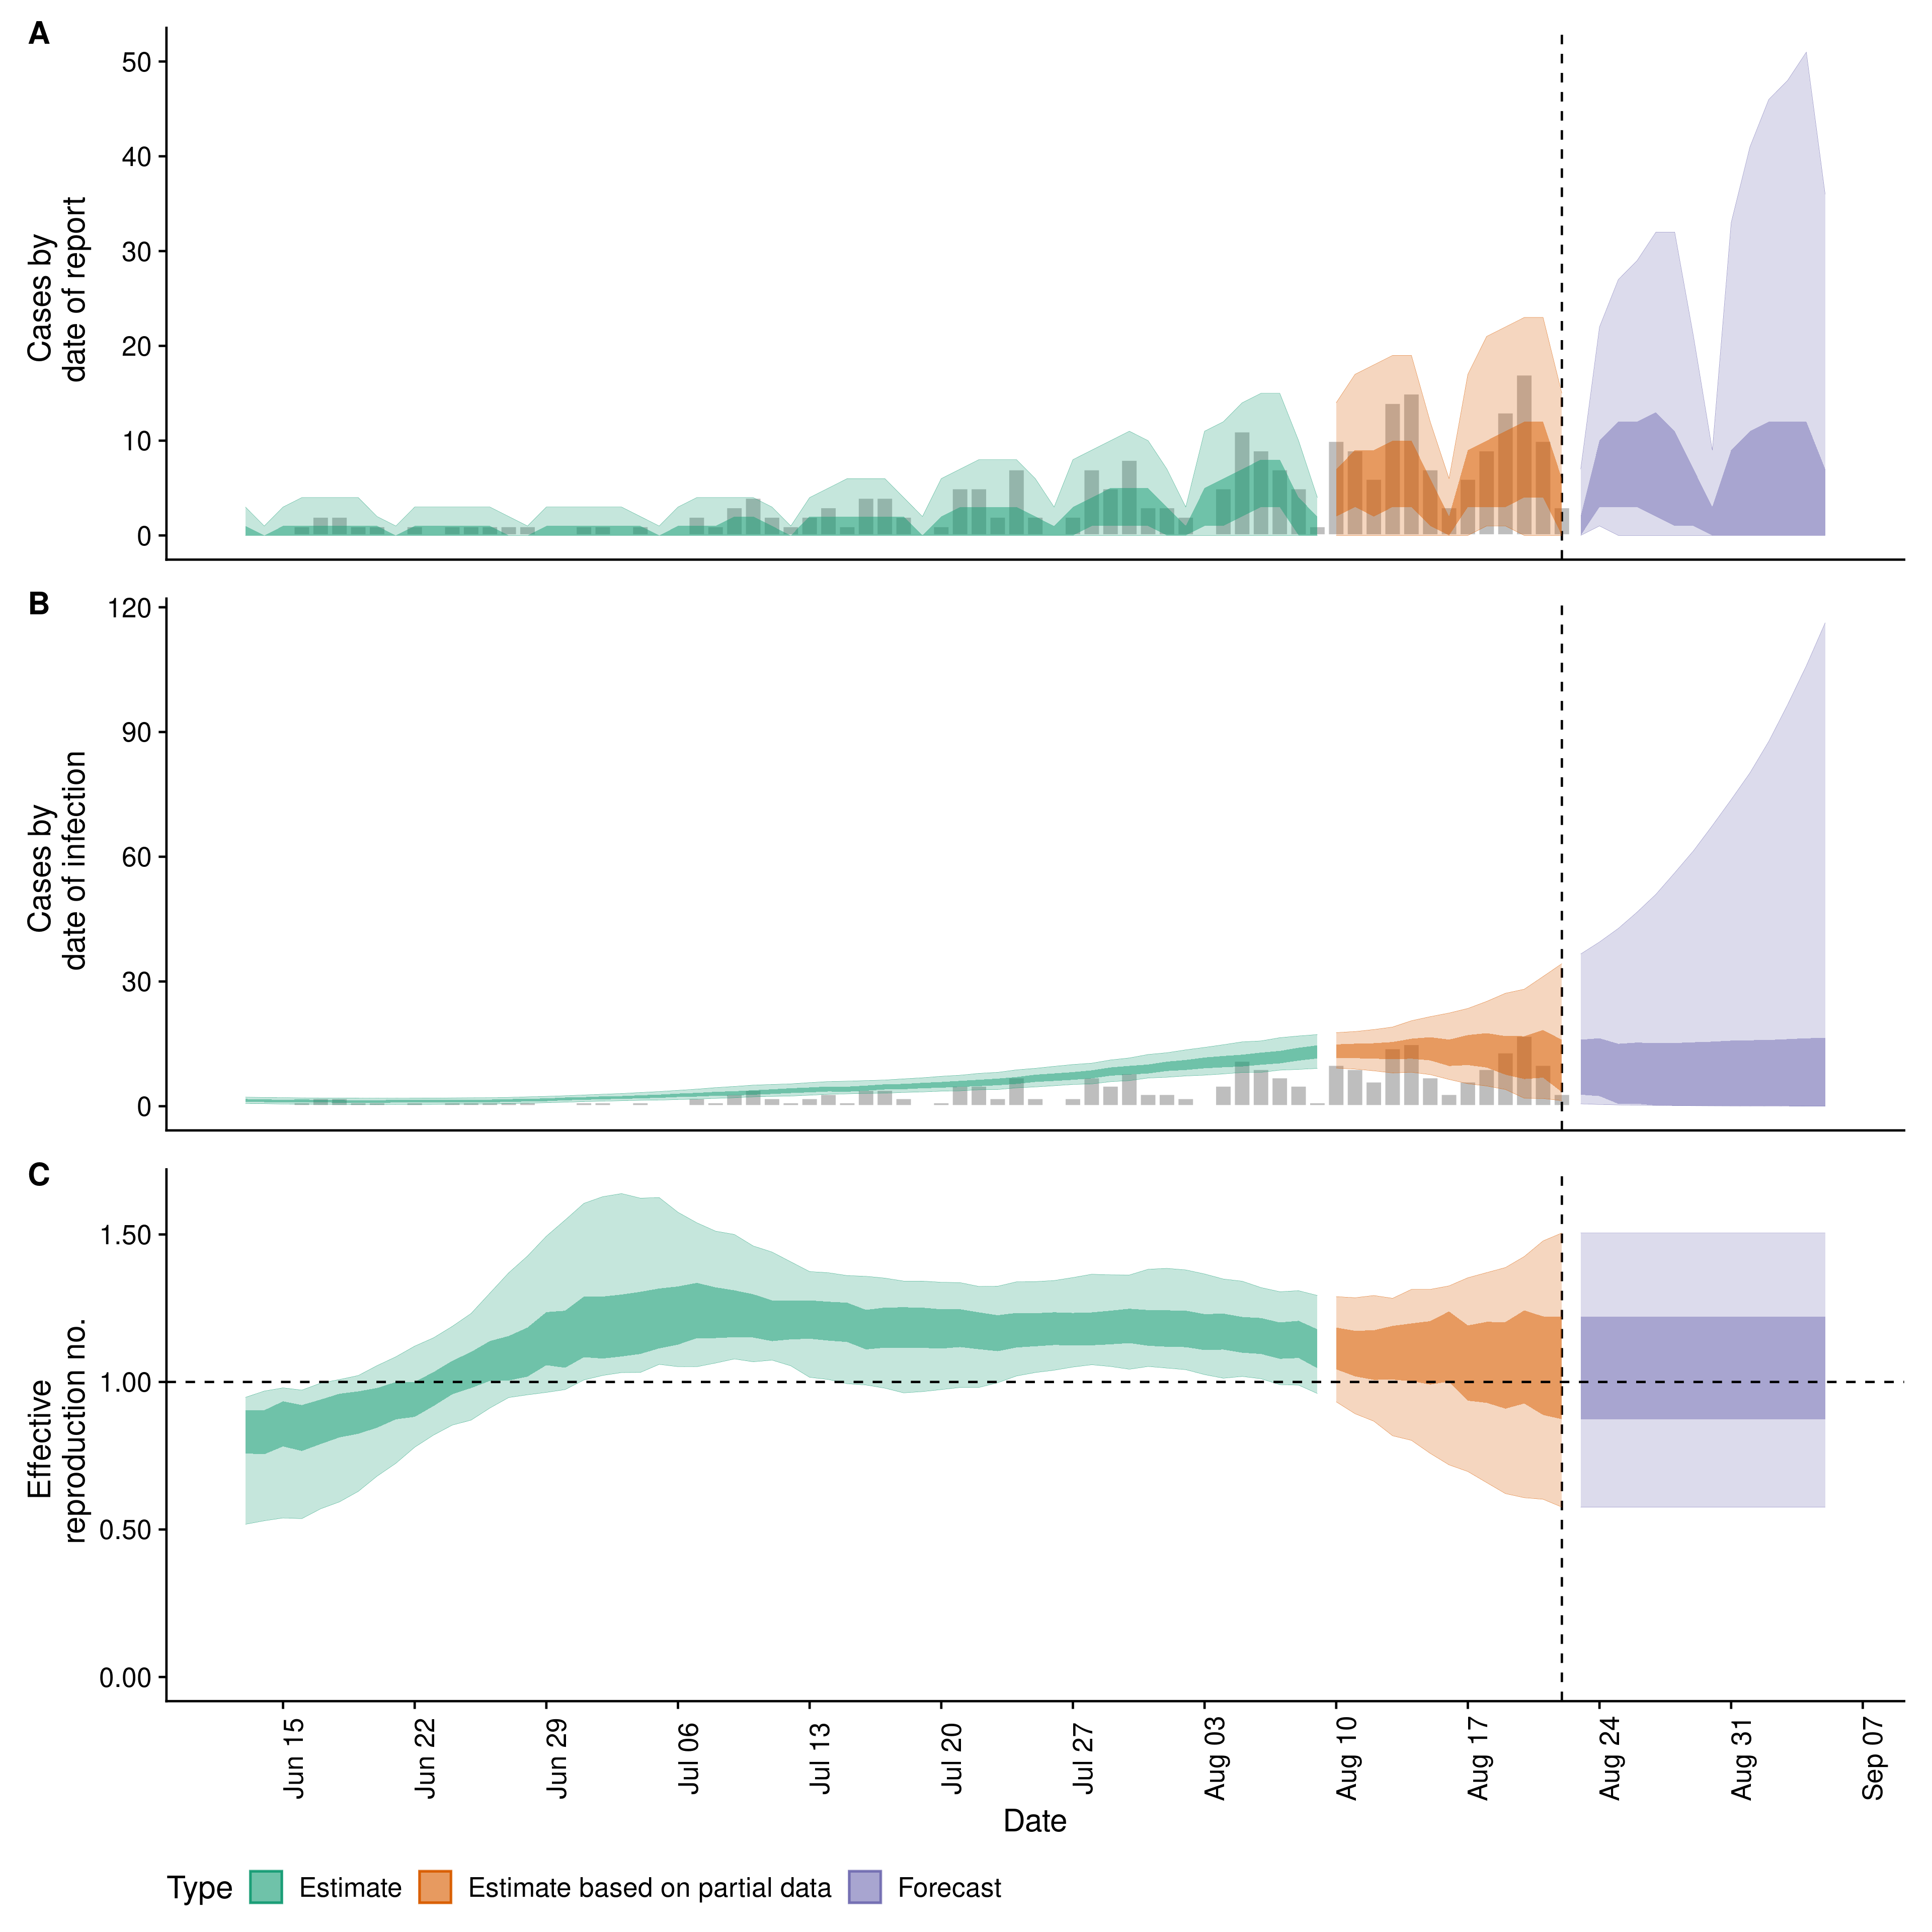 A
Cases by
date of report
50
40
30
20
10
0
B
Cases by
date of infection
120
90
60
30
0
C
Effective
reproduction no.
1.50
1.00
0.50
0.00
Jun 15
Jun 22
Jun 29
Jul 06
Jul 13
Jul 20
Jul 27
Aug 03
Aug 10
Aug 17
Aug 24
Aug 31
Sep 07
Date
Type Estimate Estimate based on partial data Forecast